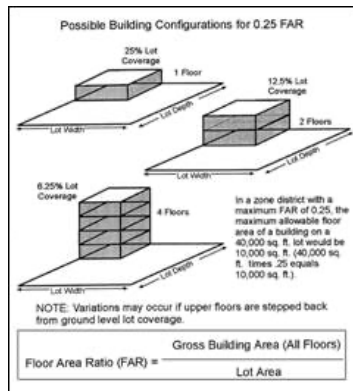 Possible Building Configurations for 0.25 FAR
25% Lot
Coverage
1 Floor
Lot Width
Lot Depth
12.5% Lot
Coverage
2 Floors
Lot Width
Lot Depth
6.25% Lot
Coverage
4 Floors
Lot Width
Lot Depth
In a zone district with a
maximum FAR of 0.25, the
maximum allowable floor
area of a building on a
40,000 sq. ft. lot would be
10,000 sq. ft. (40,000 sq.
ft. times .25 equals
10,000 sq. ft.).
NOTE: Variations may occur if upper floors are stepped back
from ground level lot coverage.
Floor Area Ratio (FAR) =
Gross Building Area (All Floors)
Lot Area